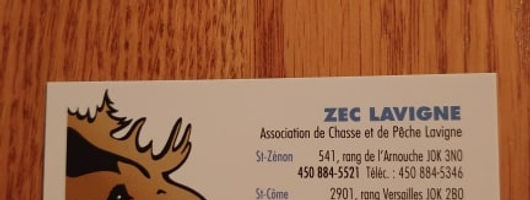 ZEC LAVIGNE
Association de Chasse et de Pêche Lavigne
St-Zénon 541, rang de l'Arnouche J0K 3N0
450 884-5521 Téléc. : 450 884-5346
St-Côme 2901, rang Versailles J0K 2B0